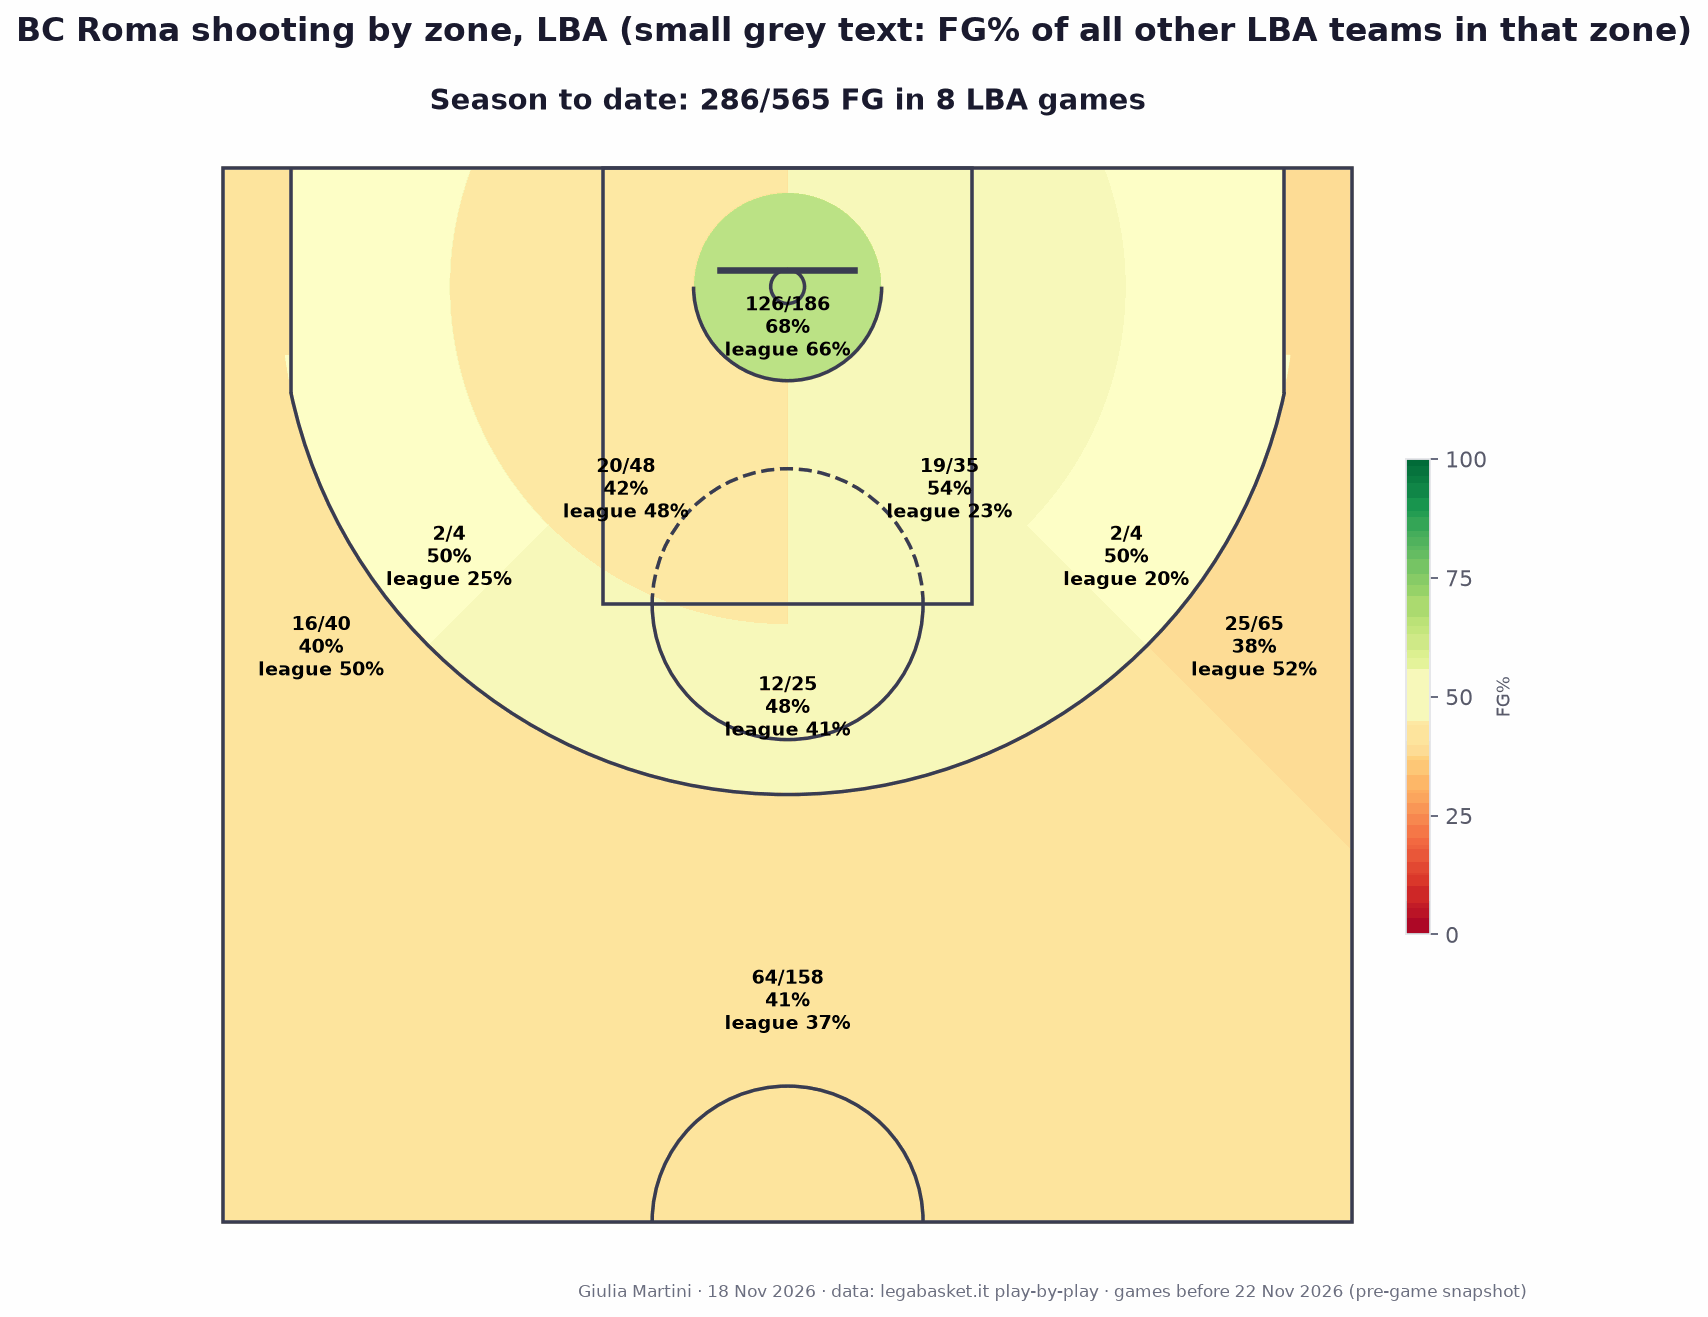 BC Roma shooting by zone, LBA (small grey text: FG% of all other LBA teams in that zone)
Season to date: 286/565 FG in 8 LBA games
126/186
68%
league 66%
20/48
42%
league 48%
19/35
54%
league 23%
2/4
50%
league 25%
2/4
50%
league 20%
16/40
40%
league 50%
25/65
38%
league 52%
12/25
48%
league 41%
64/158
41%
league 37%
100
75
50
25
0
FG%
Giulia Martini · 18 Nov 2026 · data: legabasket.it play-by-play · games before 22 Nov 2026 (pre-game snapshot)